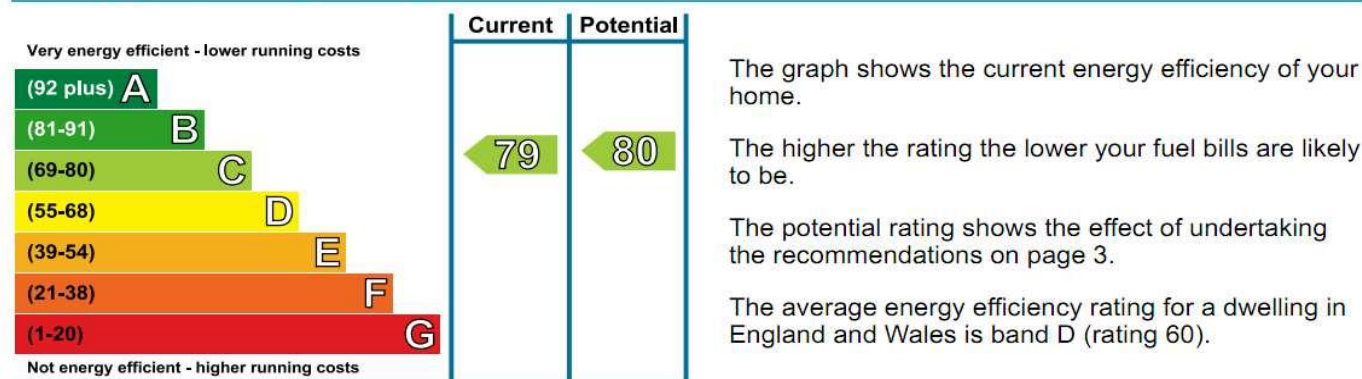 Current Potential
Very energy efficient - lower running costs
(92 plus) A
(81-91) B
(69-80) C
(55-68) D
(39-54) E
(21-38) F
(1-20) G
Not energy efficient - higher running costs
79 80
The graph shows the current energy efficiency of your
home.
The higher the rating the lower your fuel bills are likely
to be.
The potential rating shows the effect of undertaking
the recommendations on page 3.
The average energy efficiency rating for a dwelling in
England and Wales is band D (rating 60).